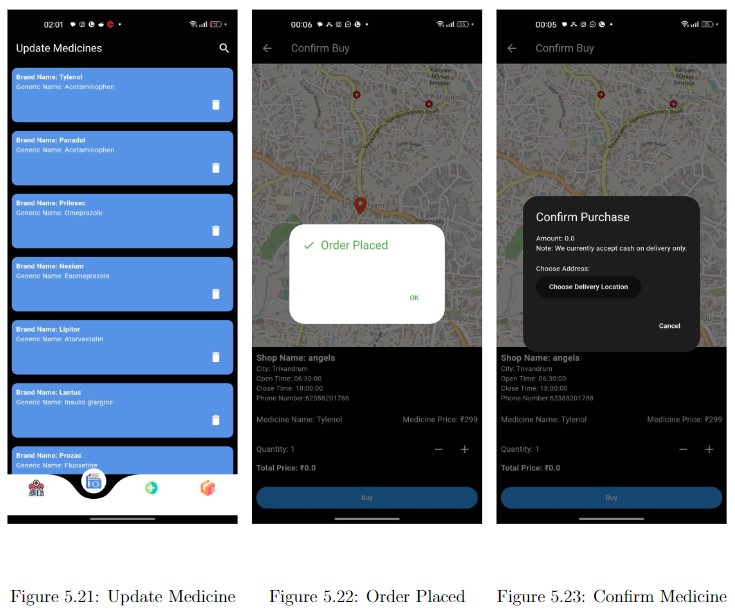 02:01
Update Medicines
Brand Name: Tylenol
Generic Name: Acetaminophen
Brand Name: Panadol
Generic Name: Acetaminophen
Brand Name: Prilosec
Generic Name: Omeprazole
Brand Name: Nexium
Generic Name: Esomeprazole
Brand Name: Lipitor
Generic Name: Atorvastatin
Brand Name: Lantus
Generic Name: Insulin glargine
Brand Name: Prozac
Generic Name: Fluoxetine
00:06
Confirm Buy
Order Placed
OK
Shop Name: angels
City: Trivandrum
Open Time: 06:30:00
Close Time: 18:00:00
Phone Number:62388201788
Medicine Name: Tylenol Medicine Price: ₹299
Quantity: 1
Total Price: ₹0.0
Buy
00:05
Confirm Buy
Confirm Purchase
Amount: 0.0
Note: We currently accept cash on delivery only.
Choose Address:
Choose Delivery Location
Cancel
Shop Name: angels
City: Trivandrum
Open Time: 06:30:00
Close Time: 18:00:00
Phone Number:62388201788
Medicine Name: Tylenol Medicine Price: ₹299
Quantity: 1
Total Price: ₹0.0
Buy
Figure 5.21: Update Medicine
Figure 5.22: Order Placed
Figure 5.23: Confirm Medicine